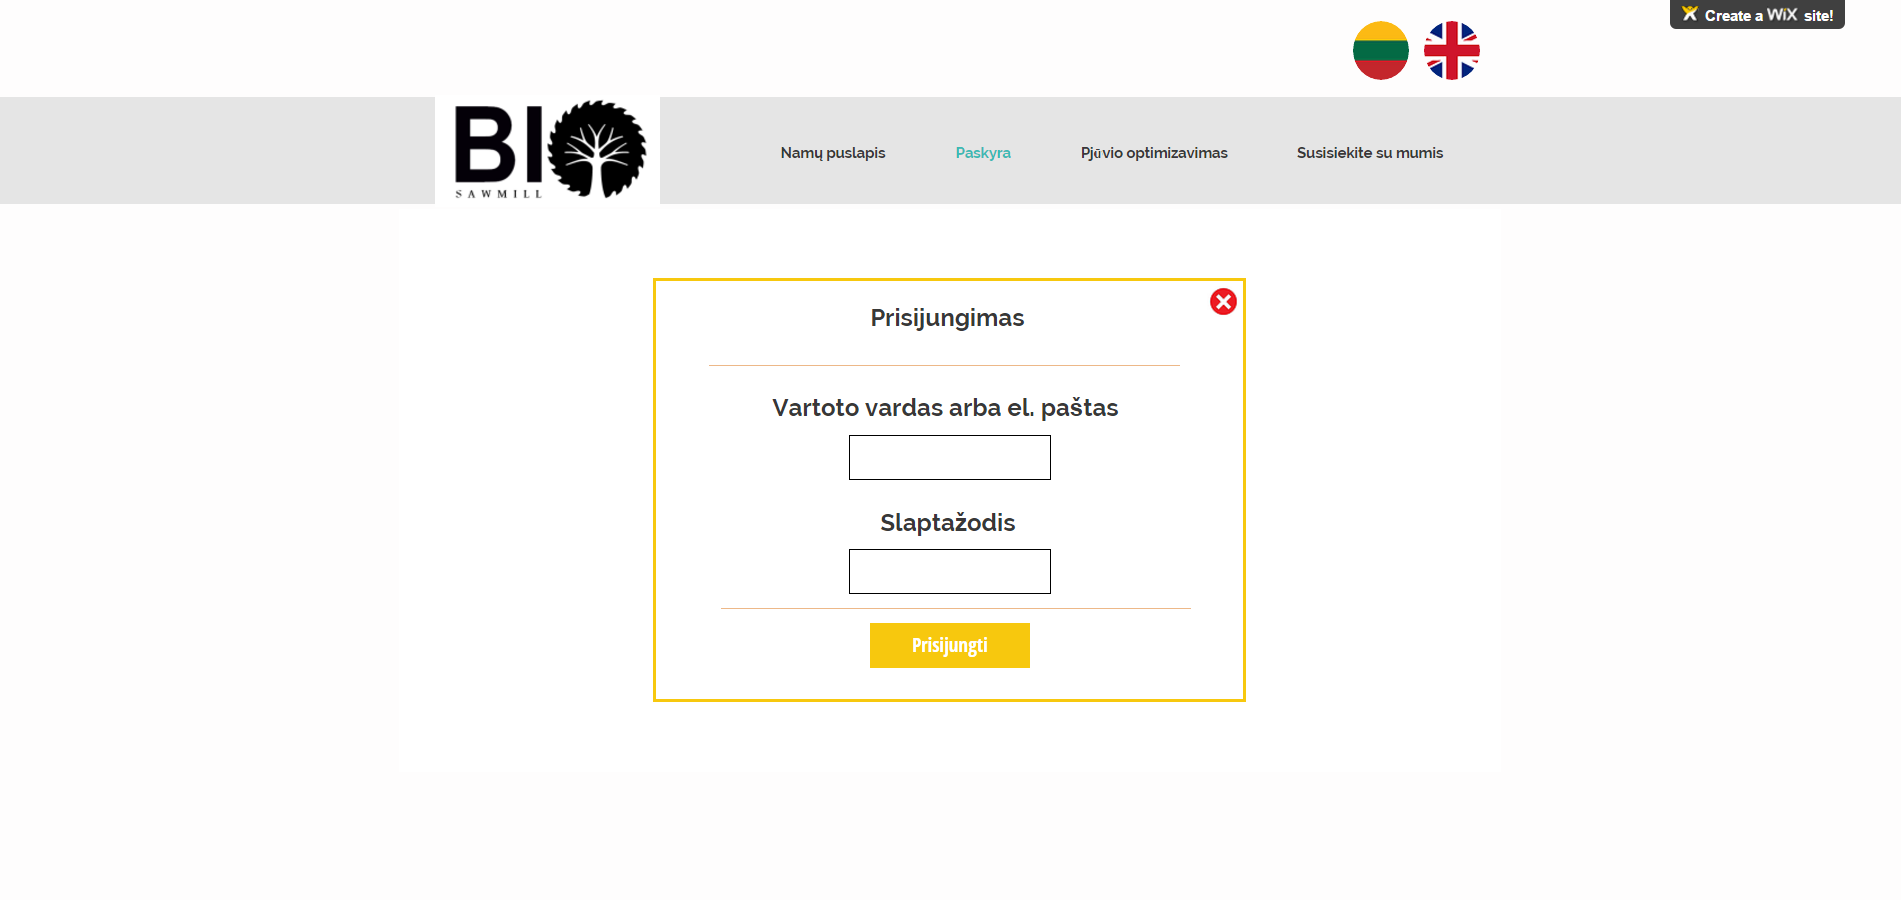 Create a WiX site!
BIO
SAWMILL
Namų puslapis
Paskyra
Pjūvio optimizavimas
Susisiekite su mumis
Prisijungimas
Vartoto vardas arba el. paštas
Slaptažodis
Prisijungti